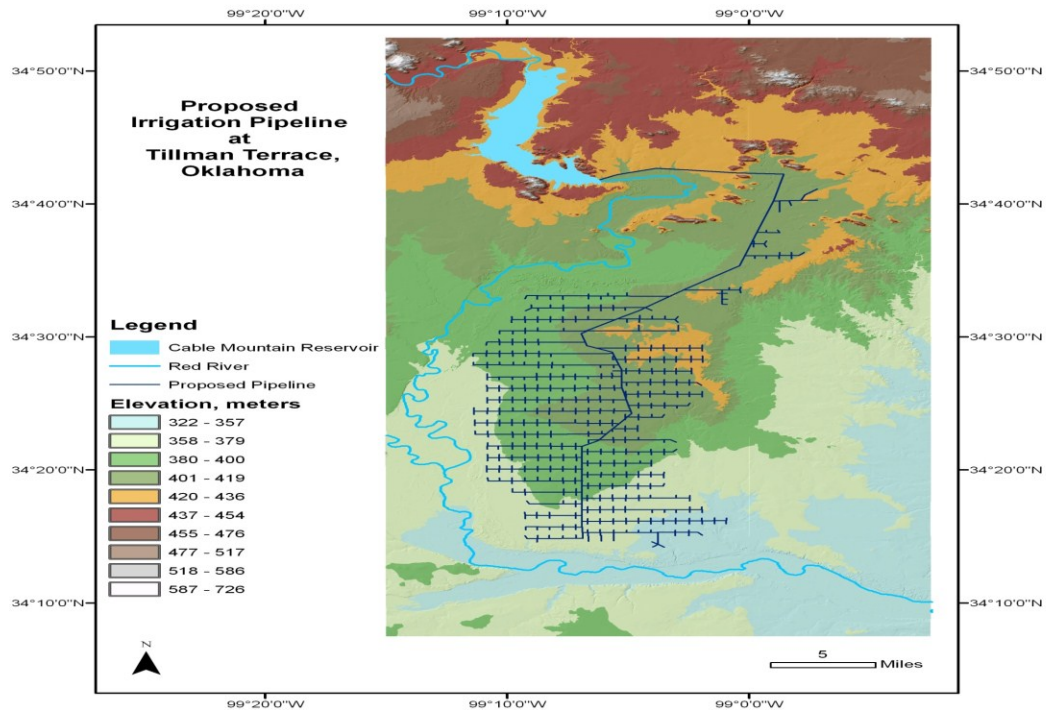 99°20'0"W 99°10'0"W 99°0'0"W
34°50'0"N 34°50'0"N
Proposed
Irrigation Pipeline
at
Tillman Terrace,
Oklahoma
34°40'0"N 34°40'0"N
34°30'0"N 34°30'0"N
Legend
Cable Mountain Reservoir
Red River
Proposed Pipeline
Elevation, meters
322 - 357
358 - 379
380 - 400
401 - 419
420 - 436
437 - 454
455 - 476
477 - 517
518 - 586
587 - 726
34°20'0"N 34°20'0"N
34°10'0"N 34°10'0"N
N
5
Miles
99°20'0"W 99°10'0"W 99°0'0"W